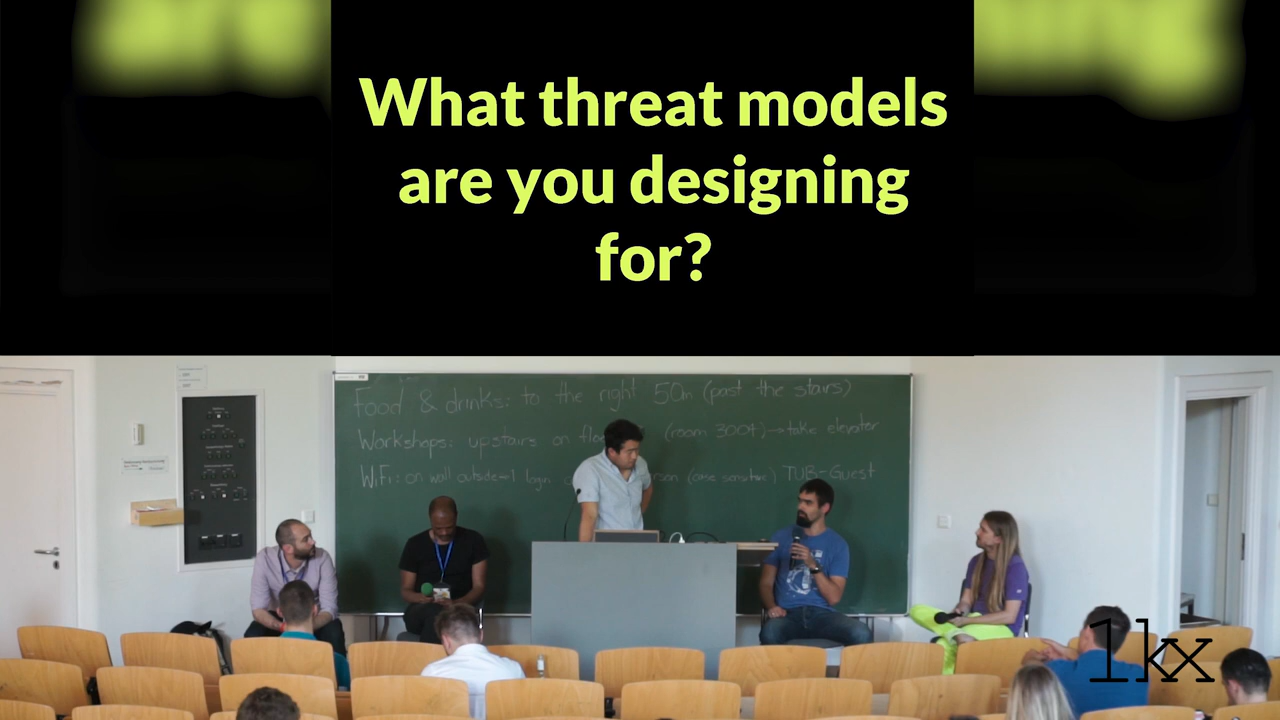 What threat models
are you designing
for?
Food & drinks: to the right 50m (past the stairs)
Workshops: upstairs on (room 3004)→take elevator
WiFi: on wall outside→1 login (case sensitive) TUB-Guest
1kx